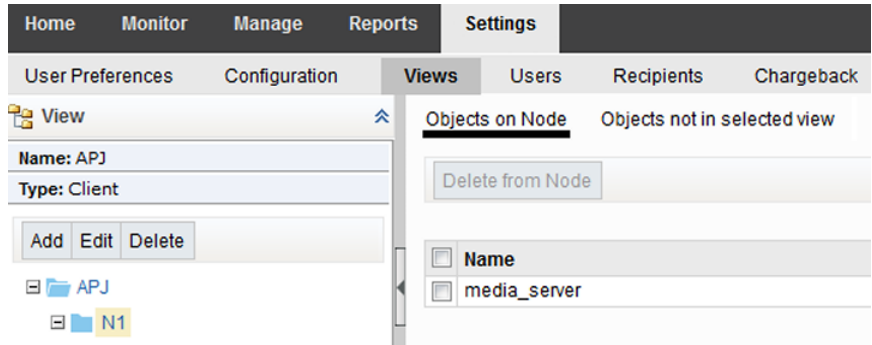 Home Monitor Manage Reports Settings
User Preferences Configuration Views Users Recipients Chargeback
View
Name: APJ
Type: Client
Add Edit Delete
APJ
N1
Objects on Node Objects not in selected view
Delete from Node
Name
media_server